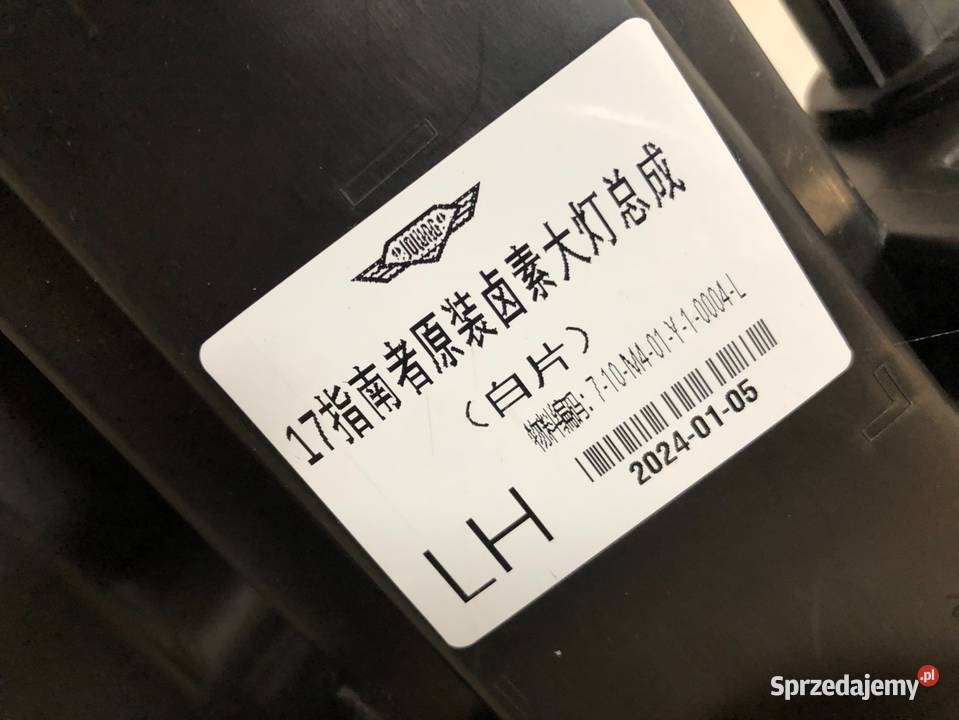 17指南者原装卤素大灯总成
(白片)
物料编码: 7-10-M4-01-Y-1-0004-L
2024-01-05
LH
Sprzedajemy.pl